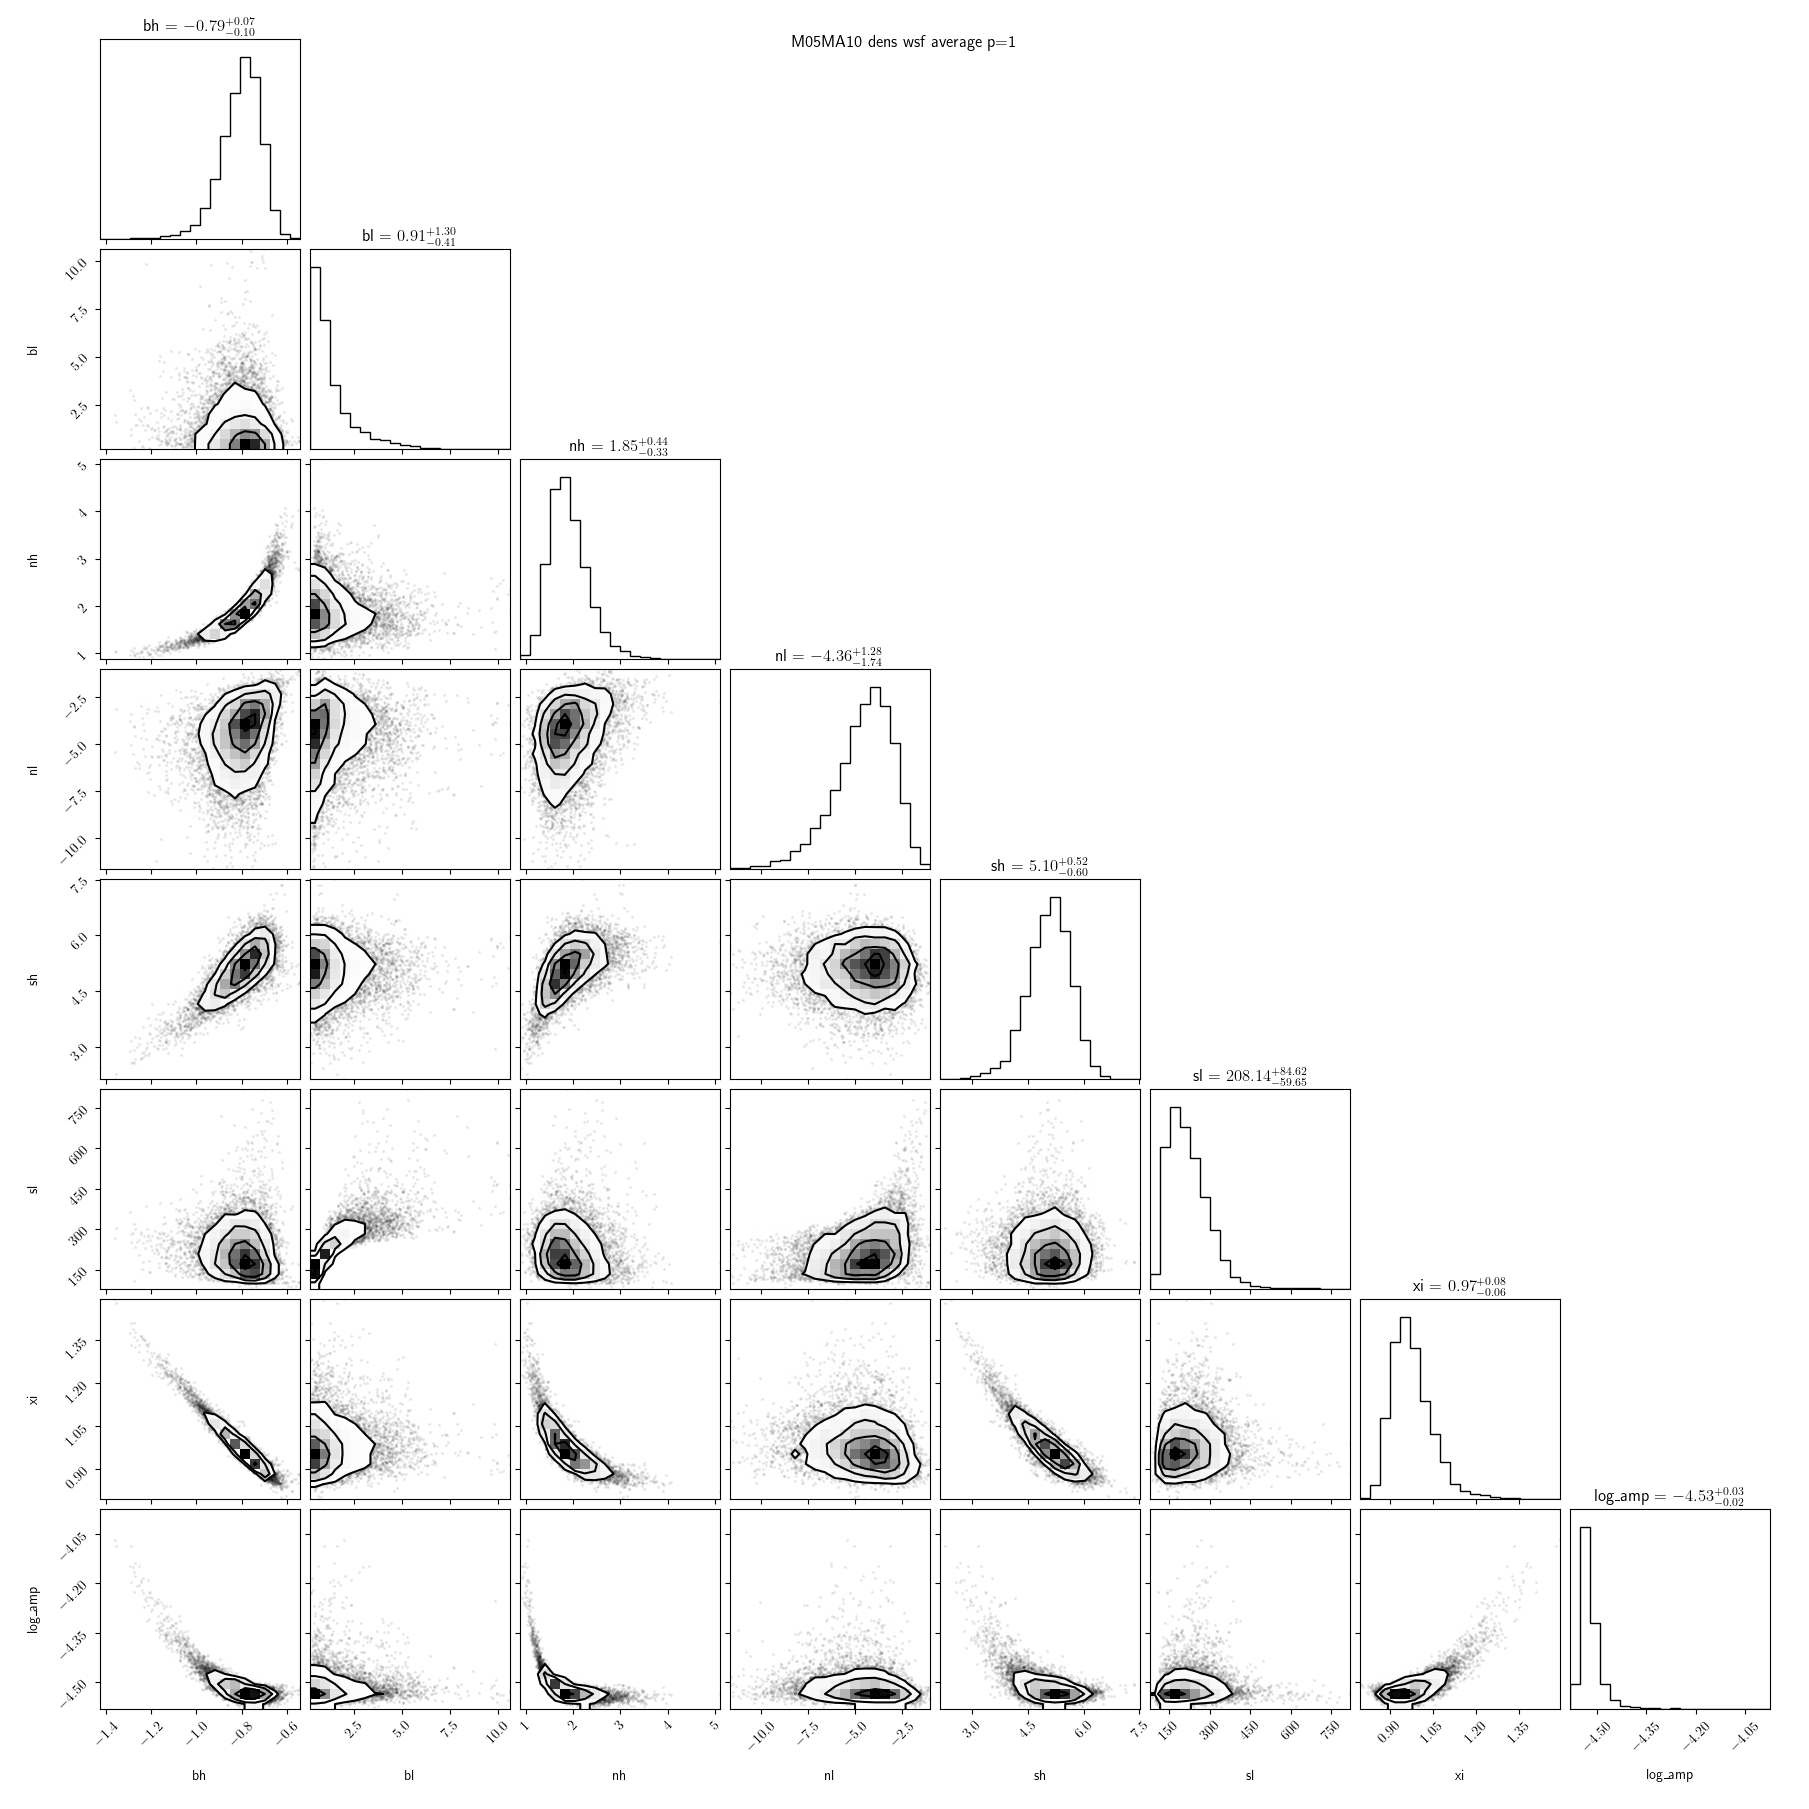 M05MA10 dens wsf average p=1
bh = −0.79+0.07−0.10
bl = 0.91+1.30−0.41
nh = 1.85+0.44−0.33
nl = −4.36+1.28−1.74
sh = 5.10+0.52−0.60
sl = 208.14+84.62−59.65
xi = 0.97+0.08−0.06
log_amp = −4.53+0.03−0.02
10.0
7.5
5.0
2.5
bl
5
4
3
2
1
nh
−2.5
−5.0
−7.5
−10.0
nl
7.5
6.0
4.5
3.0
sh
750
600
450
300
150
sl
1.35
1.20
1.05
0.90
xi
−4.05
−4.20
−4.35
−4.50
log_amp
−1.4 −1.2 −1.0 −0.8 −0.6
2.5 5.0 7.5 10.0
1 2 3 4 5
−10.0 −7.5 −5.0 −2.5
3.0 4.5 6.0 7.5
150 300 450 600 750
0.90 1.05 1.20 1.35
−4.50 −4.35 −4.20 −4.05
bh bl nh nl sh sl xi log_amp